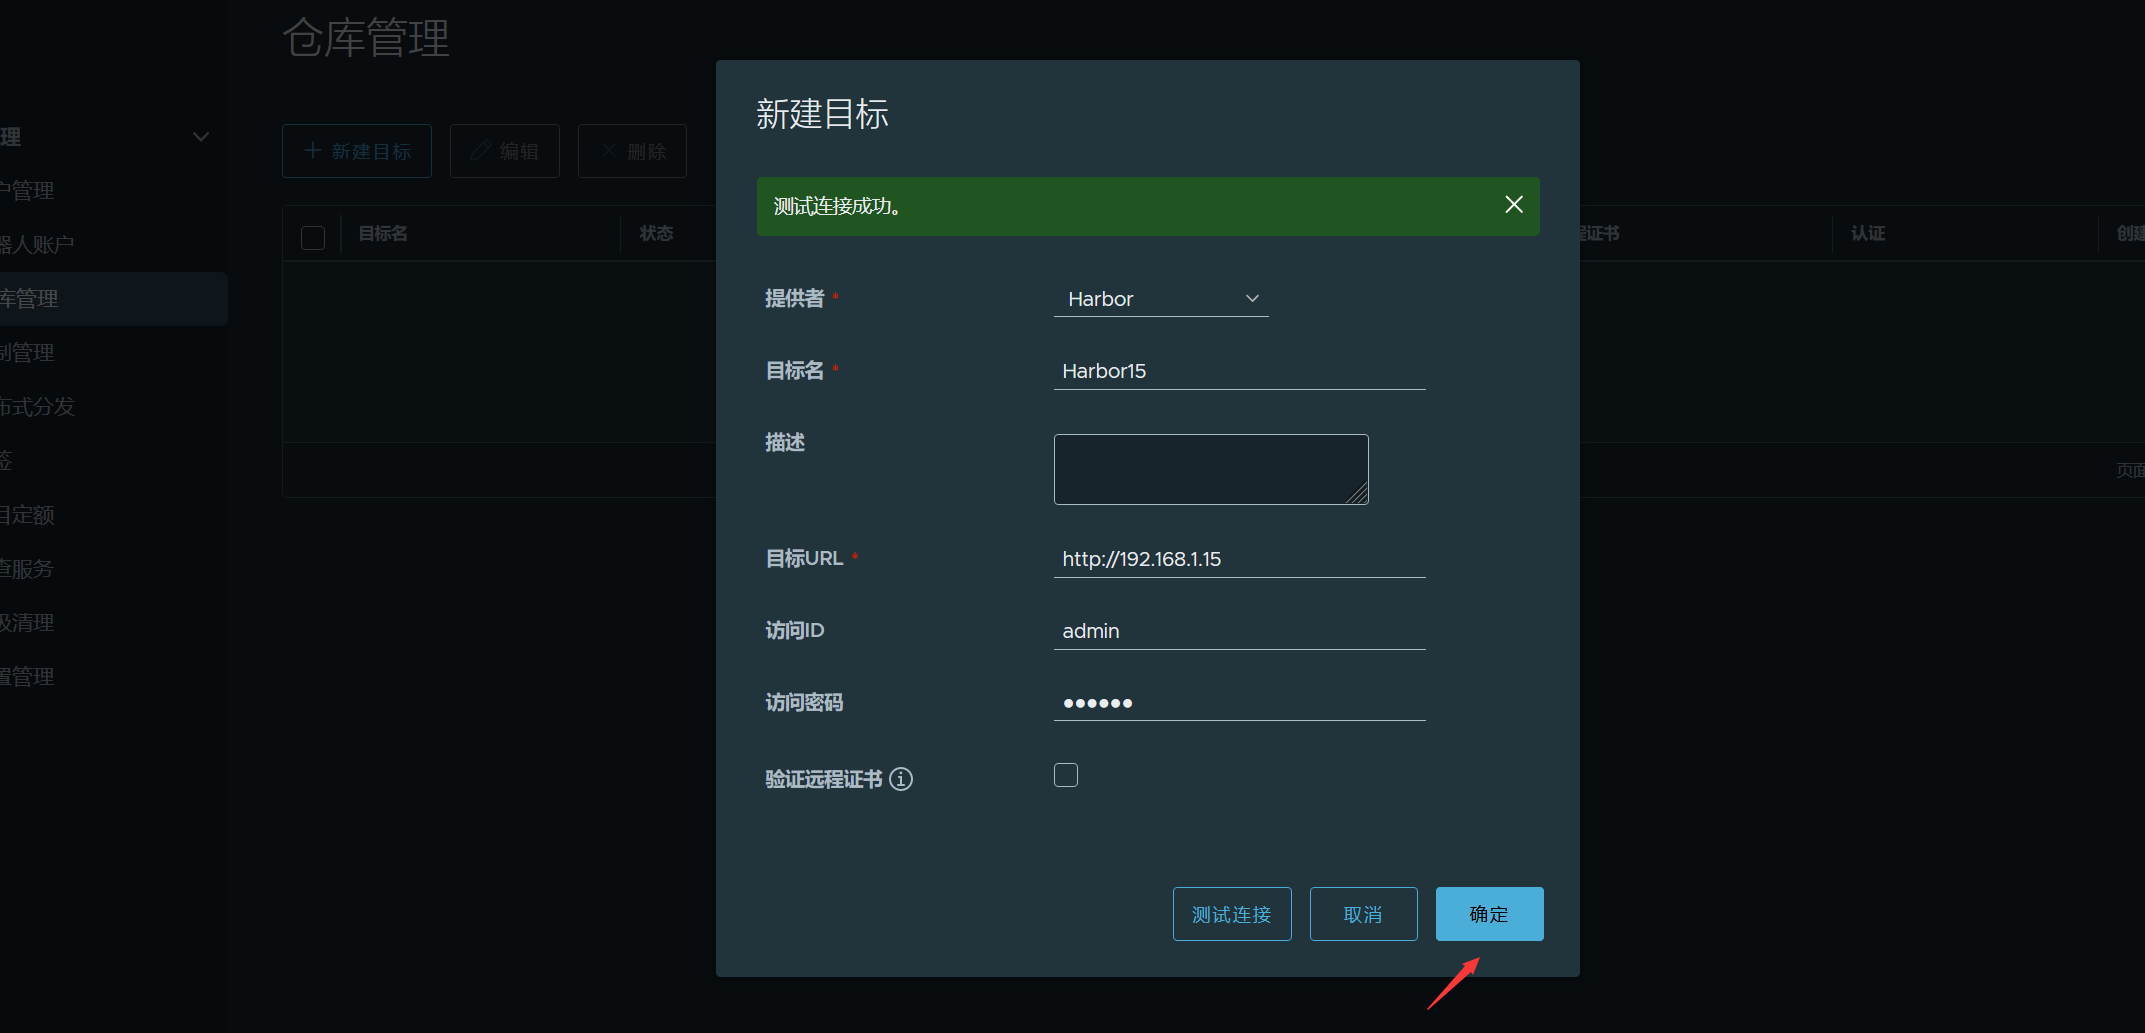 仓库管理
理
户管理
器人账户
库管理
制管理
布式分发
签
目定额
查服务
圾清理
置管理
新建目标
编辑
删除
目标名
状态
程证书
认证
创建
页面
新建目标
测试连接成功。
提供者 *
Harbor
目标名 *
Harbor15
描述
目标URL *
http://192.168.1.15
访问ID
admin
访问密码
••••••
验证远程证书
测试连接
取消
确定